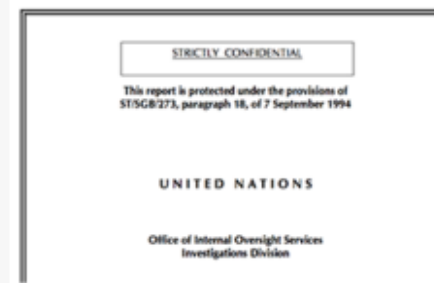 STRICTLY CONFIDENTIAL
This report is protected under the provisions of
ST/SGB/273, paragraph 18, of 7 September 1994
UNITED NATIONS
Office of Internal Oversight Services
Investigations Division